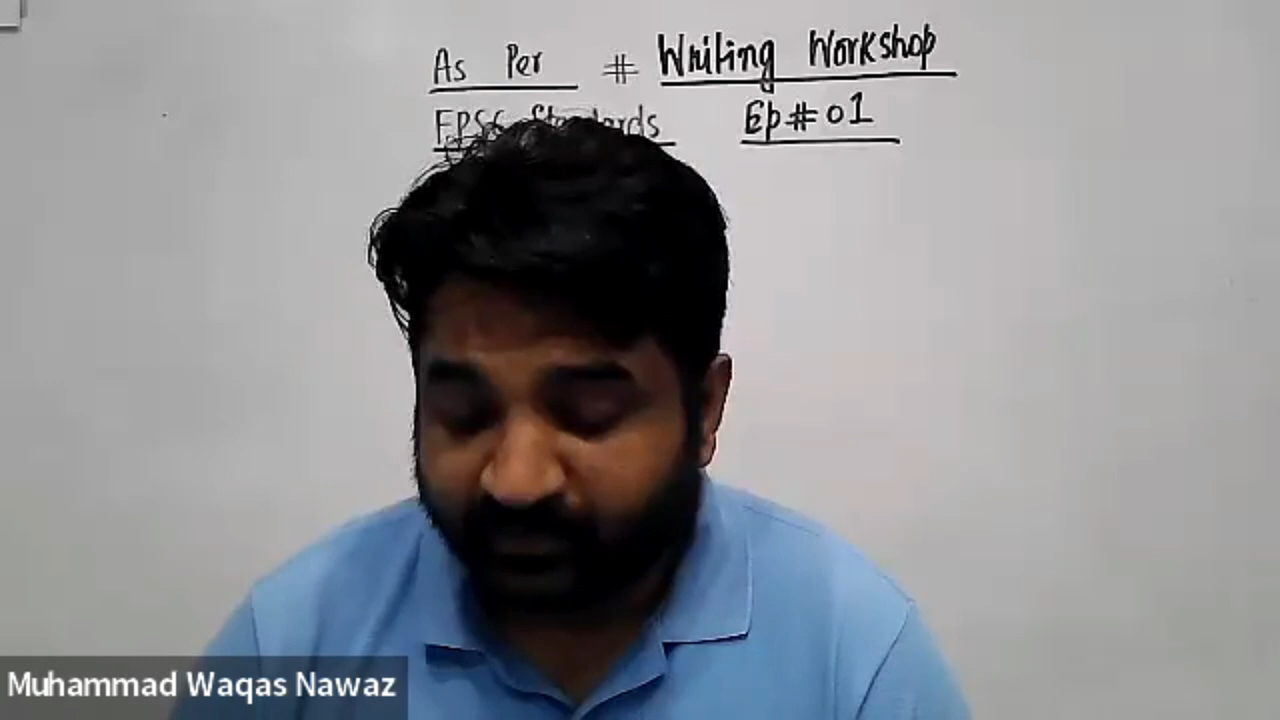 As Per # Writing Workshop
FPSC Standards Ep#01
Muhammad Waqas Nawaz